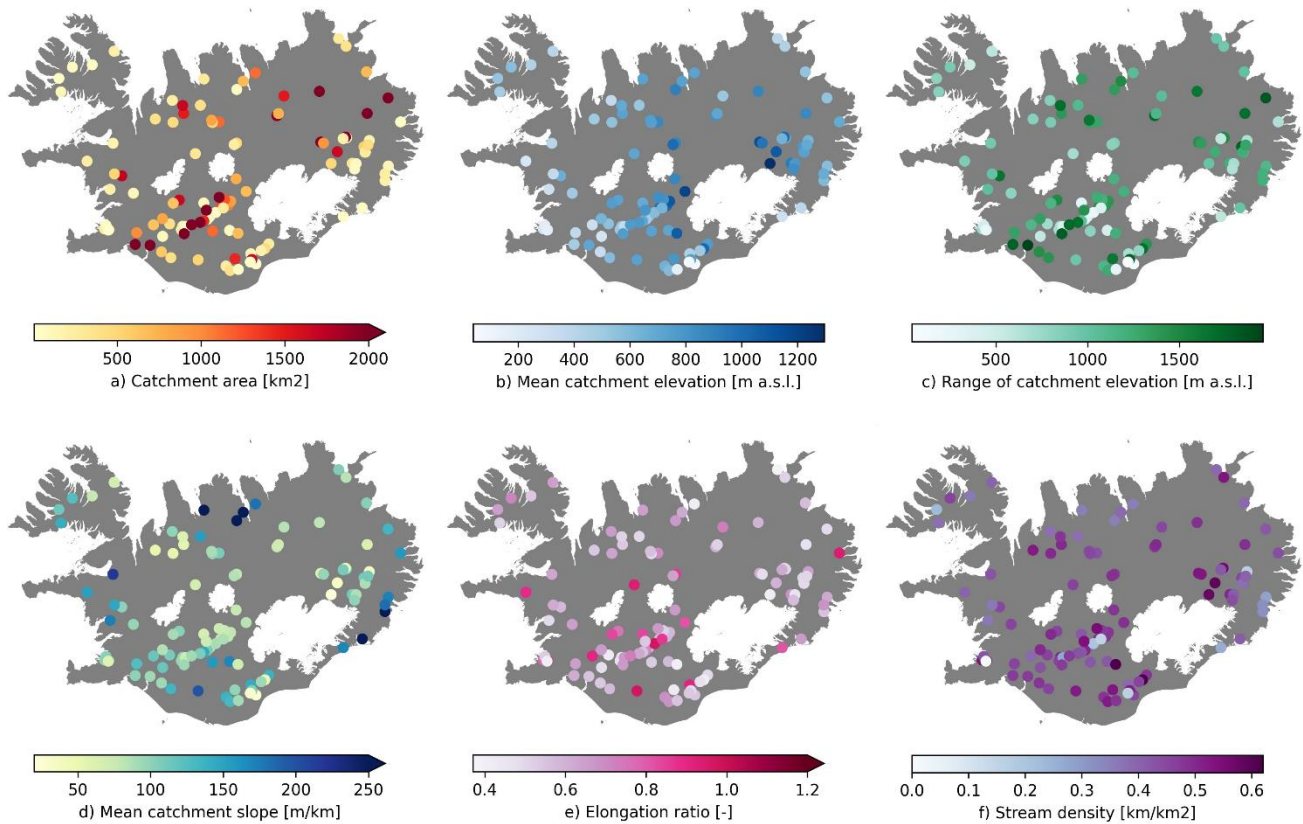 500 1000 1500 2000
a) Catchment area [km2]
200 400 600 800 1000 1200
b) Mean catchment elevation [m a.s.l.]
500 1000 1500
c) Range of catchment elevation [m a.s.l.]
50 100 150 200 250
d) Mean catchment slope [m/km]
0.4 0.6 0.8 1.0 1.2
e) Elongation ratio [-]
0.0 0.1 0.2 0.3 0.4 0.5 0.6
f) Stream density [km/km2]